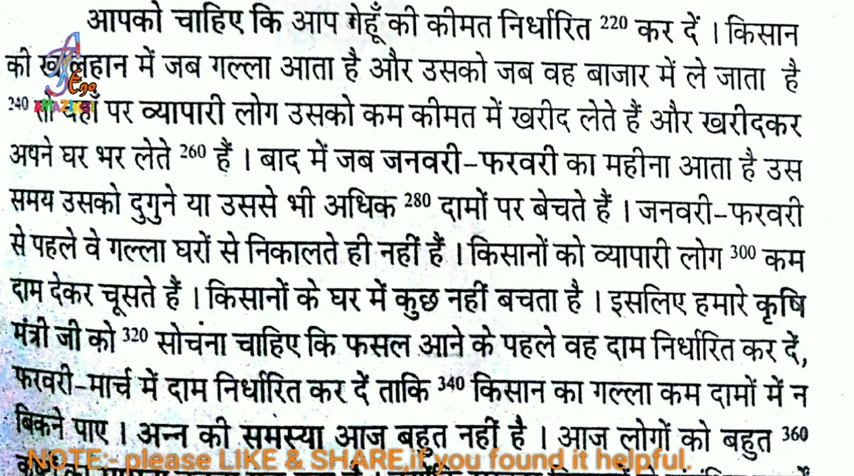 आपको चाहिए कि आप गेहूँ की कीमत निर्धारित 220 कर दें । किसान
की खलिहान में जब गल्ला आता है और उसको जब वह बाजार में ले जाता है
240 तो वहाँ पर व्यापारी लोग उसको कम कीमत में खरीद लेते हैं और खरीदकर
अपने घर भर लेते 260 हैं । बाद में जब जनवरी-फरवरी का महीना आता है उस
समय उसको दुगुने या उससे भी अधिक 280 दामों पर बेचते हैं । जनवरी-फरवरी
से पहले वे गल्ला घरों से निकालते ही नहीं हैं । किसानों को व्यापारी लोग 300 कम
दाम देकर चूसते हैं । किसानों के घर में कुछ नहीं बचता है । इसलिए हमारे कृषि
मंत्री जी को 320 सोचना चाहिए कि फसल आने के पहले वह दाम निर्धारित कर दें,
फरवरी-मार्च में दाम निर्धारित कर दें ताकि 340 किसान का गल्ला कम दामों में न
बिकने पाए । अन्न की समस्या आज बहुत नहीं है । आज लोगों को बहुत 360
NOTE:- please LIKE & SHARE,if you found it helpful.